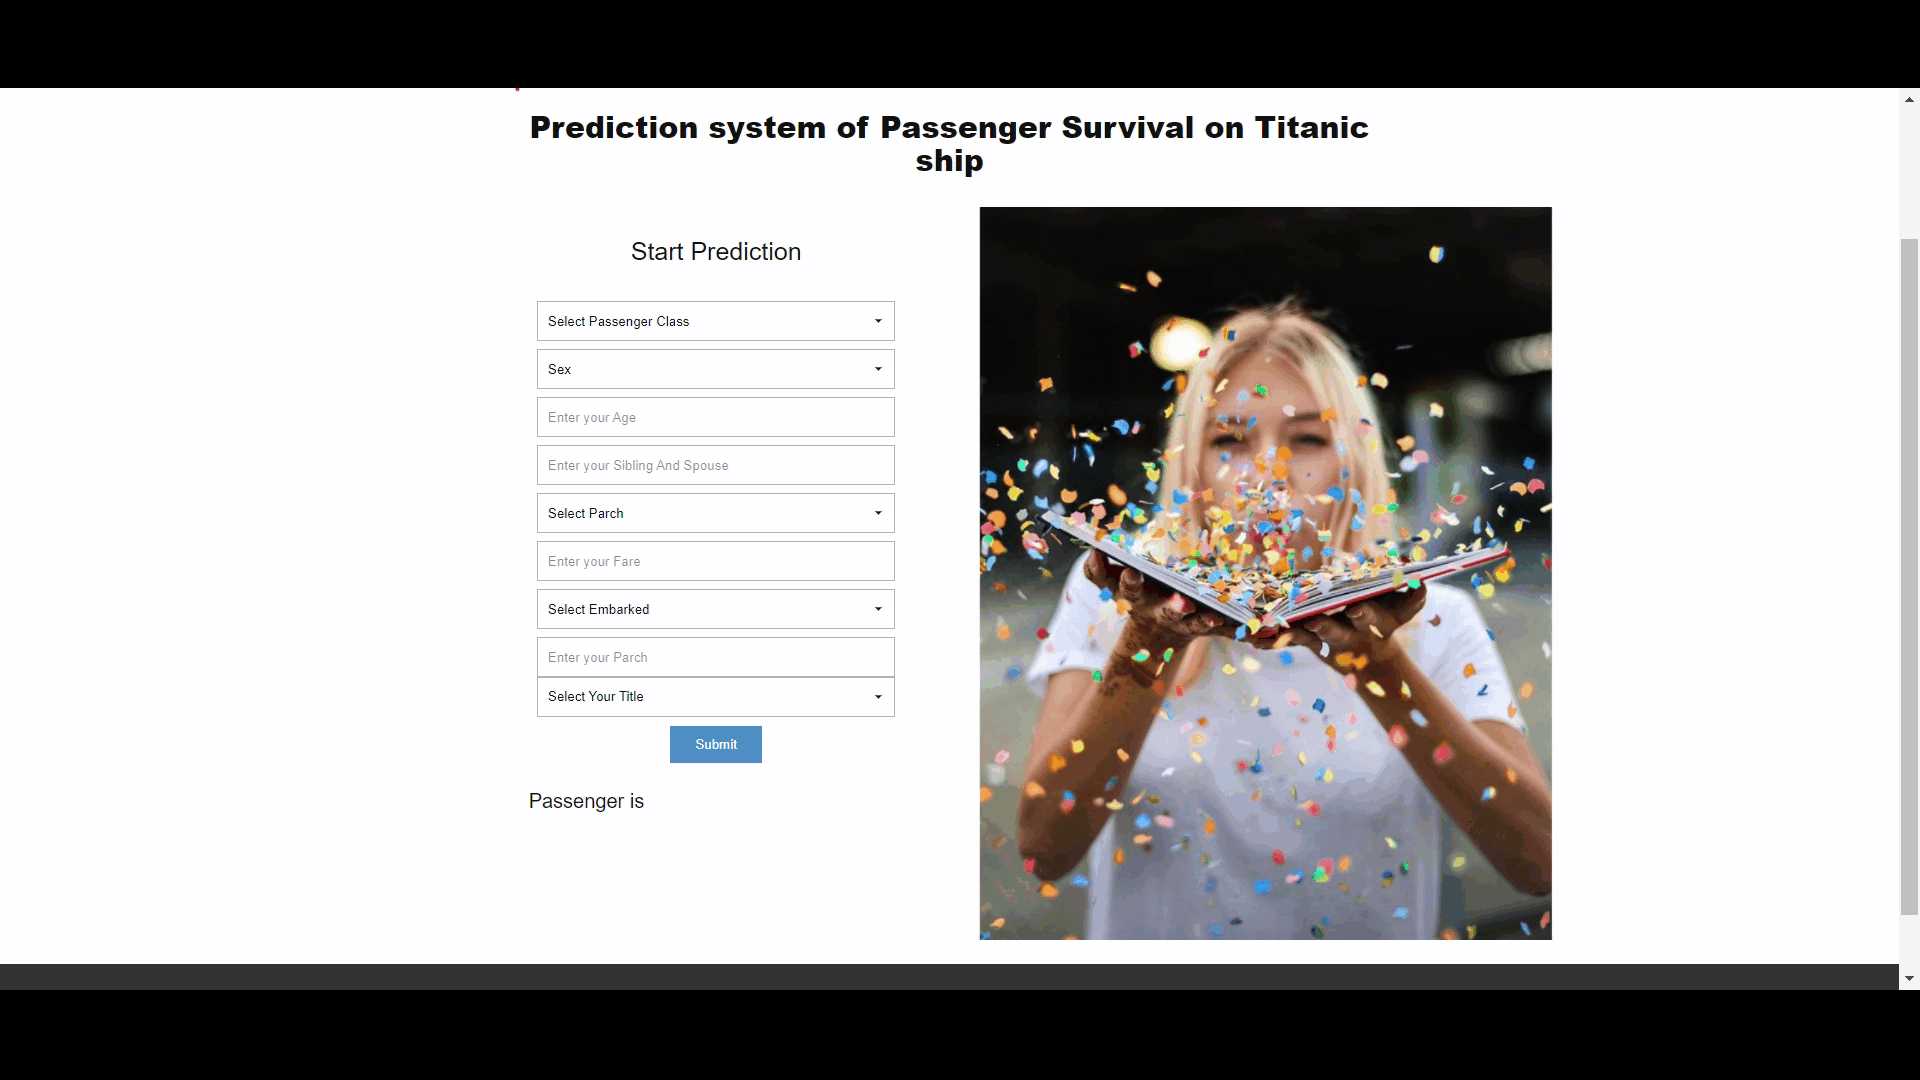 Prediction system of Passenger Survival on Titanic
ship
Start Prediction
Select Passenger Class
Sex
Enter your Age
Enter your Sibling And Spouse
Select Parch
Enter your Fare
Select Embarked
Enter your Parch
Select Your Title
Submit
Passenger is